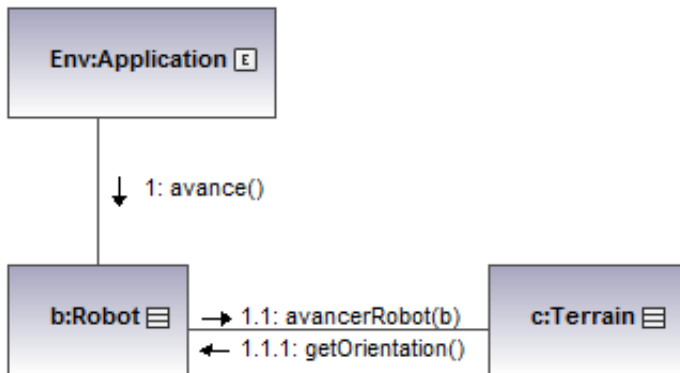 Env:Application E
1: avance()
b:Robot
1.1: avancerRobot(b)
c:Terrain
1.1.1: getOrientation()